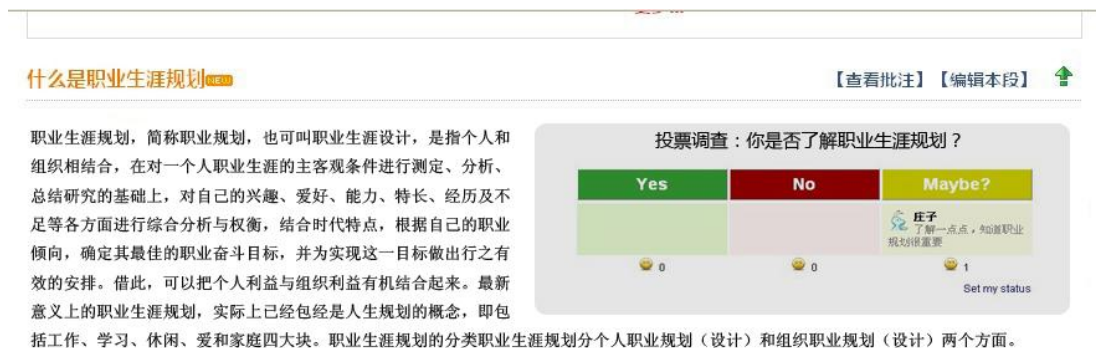 什么是职业生涯规划NEW
【查看批注】【编辑本段】
职业生涯规划，简称职业规划，也可叫职业生涯设计，是指个人和
组织相结合，在对一个人职业生涯的主客观条件进行测定、分析、
总结研究的基础上，对自己的兴趣、爱好、能力、特长、经历及不
足等各方面进行综合分析与权衡，结合时代特点，根据自己的职业
倾向，确定其最佳的职业奋斗目标，并为实现这一目标做出行之有
效的安排。借此，可以把个人利益与组织利益有机结合起来。最新
意义上的职业生涯规划，实际上已经包经是人生规划的概念，即包
括工作、学习、休闲、爱和家庭四大块。职业生涯规划的分类职业生涯规划分个人职业规划（设计）和组织职业规划（设计）两个方面。
投票调查：你是否了解职业生涯规划？
Yes
No
Maybe?
庄子
了解一点点，知道职业
规划很重要
0
0
1
Set my status